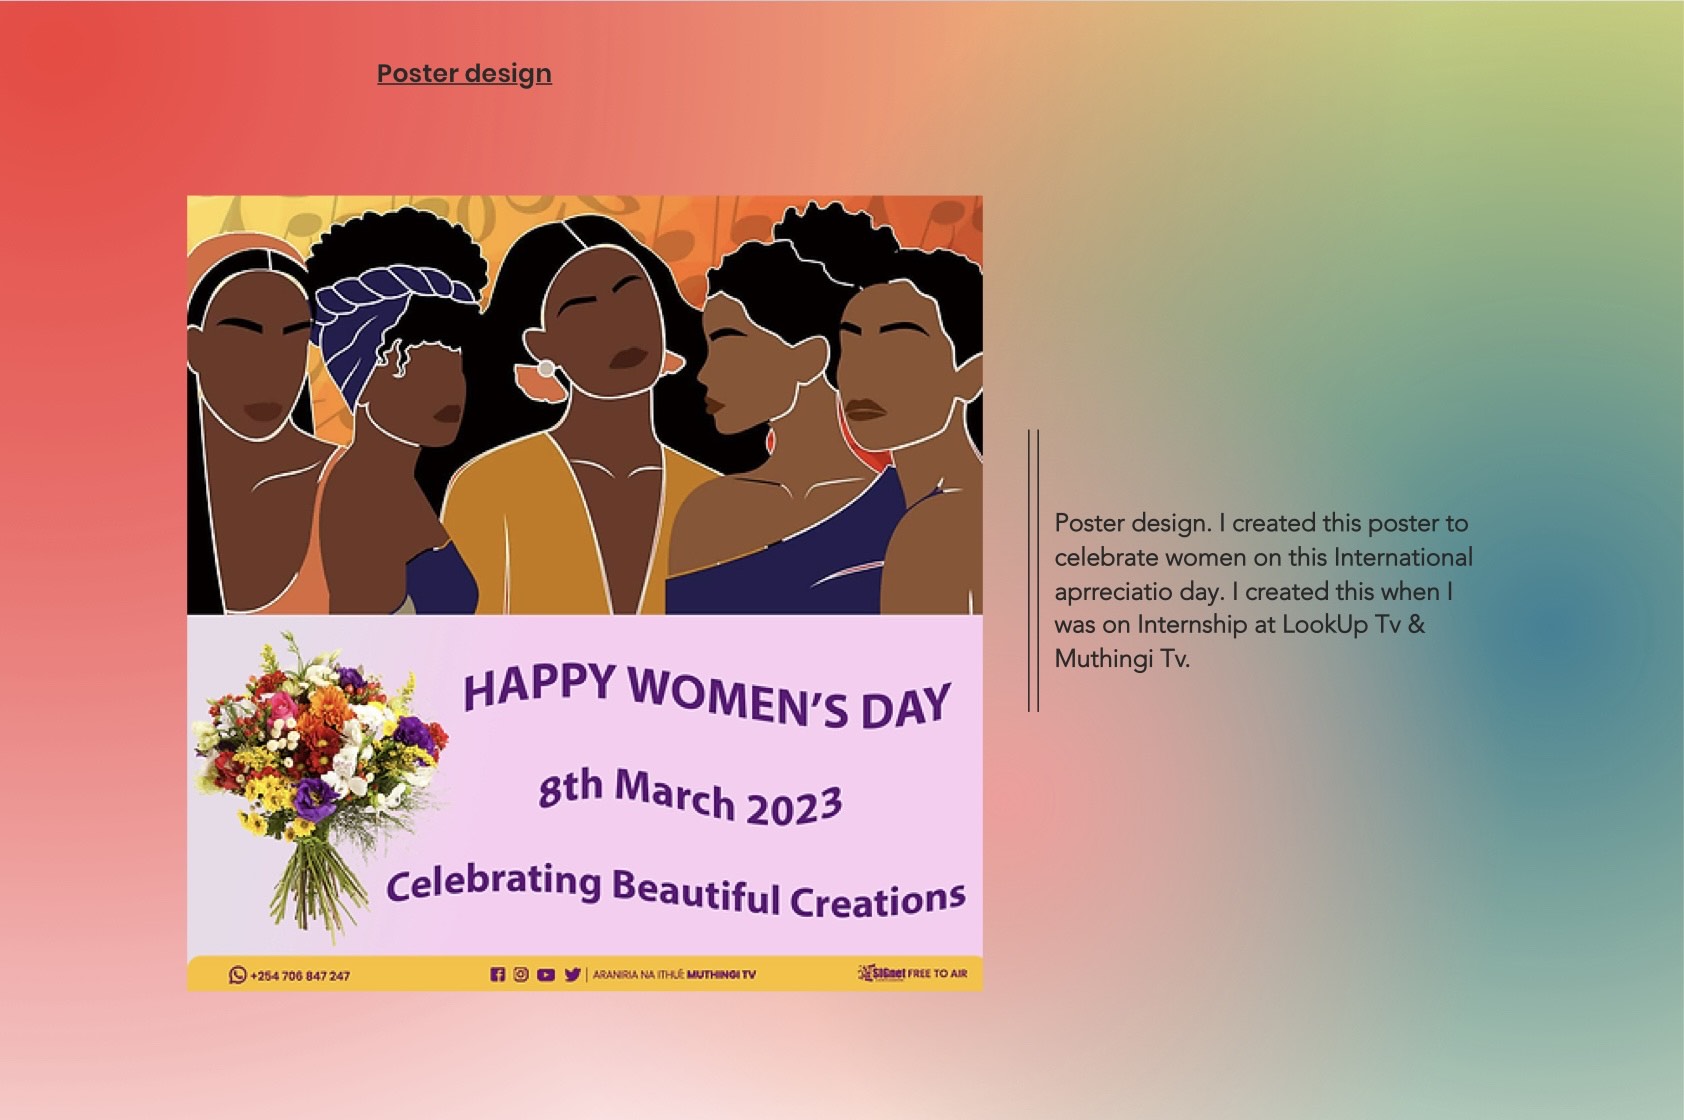 Poster design
HAPPY WOMEN'S DAY
8th March 2023
Celebrating Beautiful Creations
+254 706 847 247
ARANIRIA NA ITHUĪ MUTHINGI TV
SIGnet FREE TO AIR
Poster design. I created this poster to
celebrate women on this International
aprreciatio day. I created this when I
was on Internship at LookUp Tv &
Muthingi Tv.